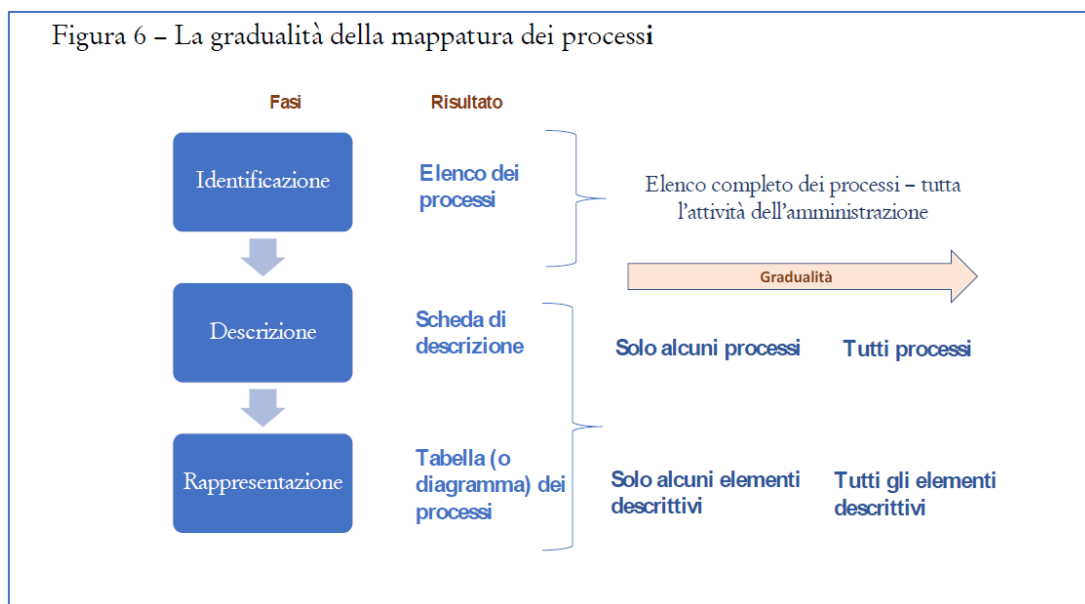 Figura 6 – La gradualità della mappatura dei processi
Fasi
Risultato
Identificazione
Elenco dei
processi
Elenco completo dei processi – tutta
l'attività dell'amministrazione
Gradualità
Descrizione
Scheda di
descrizione
Solo alcuni processi
Tutti processi
Rappresentazione
Tabella (o
diagramma) dei
processi
Solo alcuni elementi
descrittivi
Tutti gli elementi
descrittivi